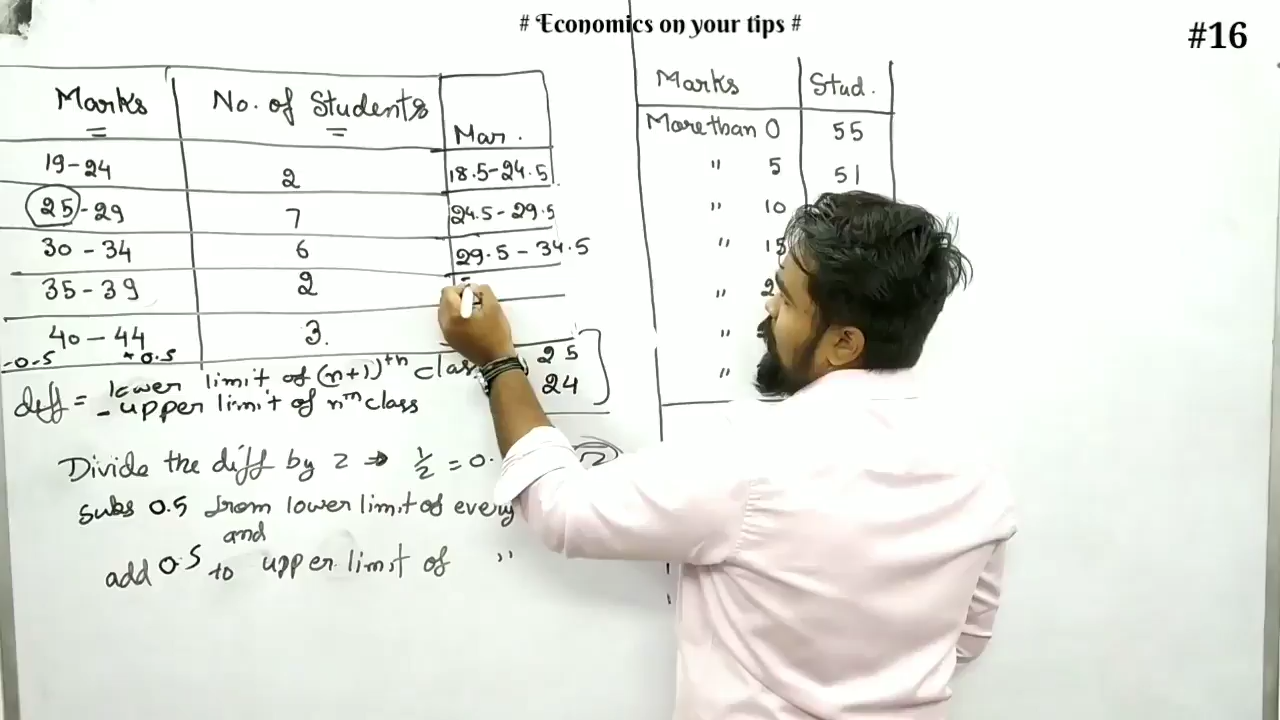 # Economics on your tips #
#16
Marks No. of Students Mar.
19-24 2 18.5-24.5
25-29 7 24.5-29.5
30-34 6 29.5-34.5
35-39 2
40-44 3.
-0.5 +0.5
diff = lower limit of (n+1)th class
- upper limit of nth class
25
24
Divide the diff by 2 → 1/2 = 0.
subs 0.5 from lower limit of every
and
add 0.5 to upper limit of "
Marks Stud.
More than 0 55
" 5 51
" 10
" 15
" 2
"
"